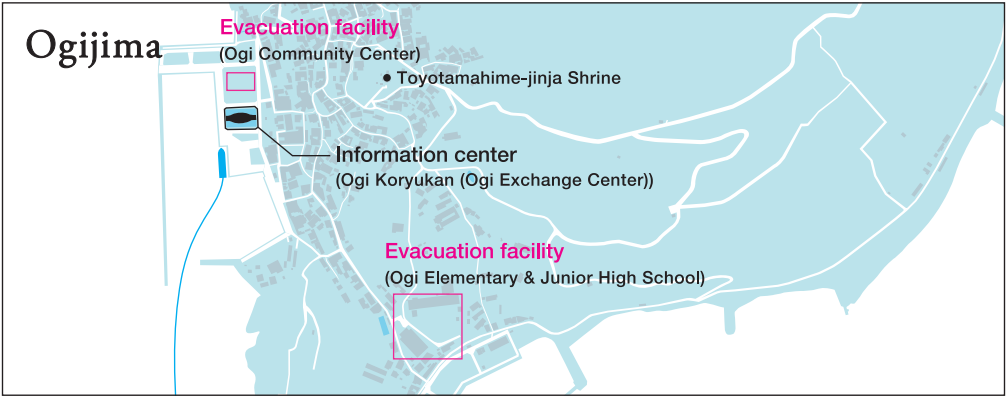 Ogijima
Evacuation facility
(Ogi Community Center)
Toyotamahime-jinja Shrine
Information center
(Ogi Koryukan (Ogi Exchange Center))
Evacuation facility
(Ogi Elementary & Junior High School)